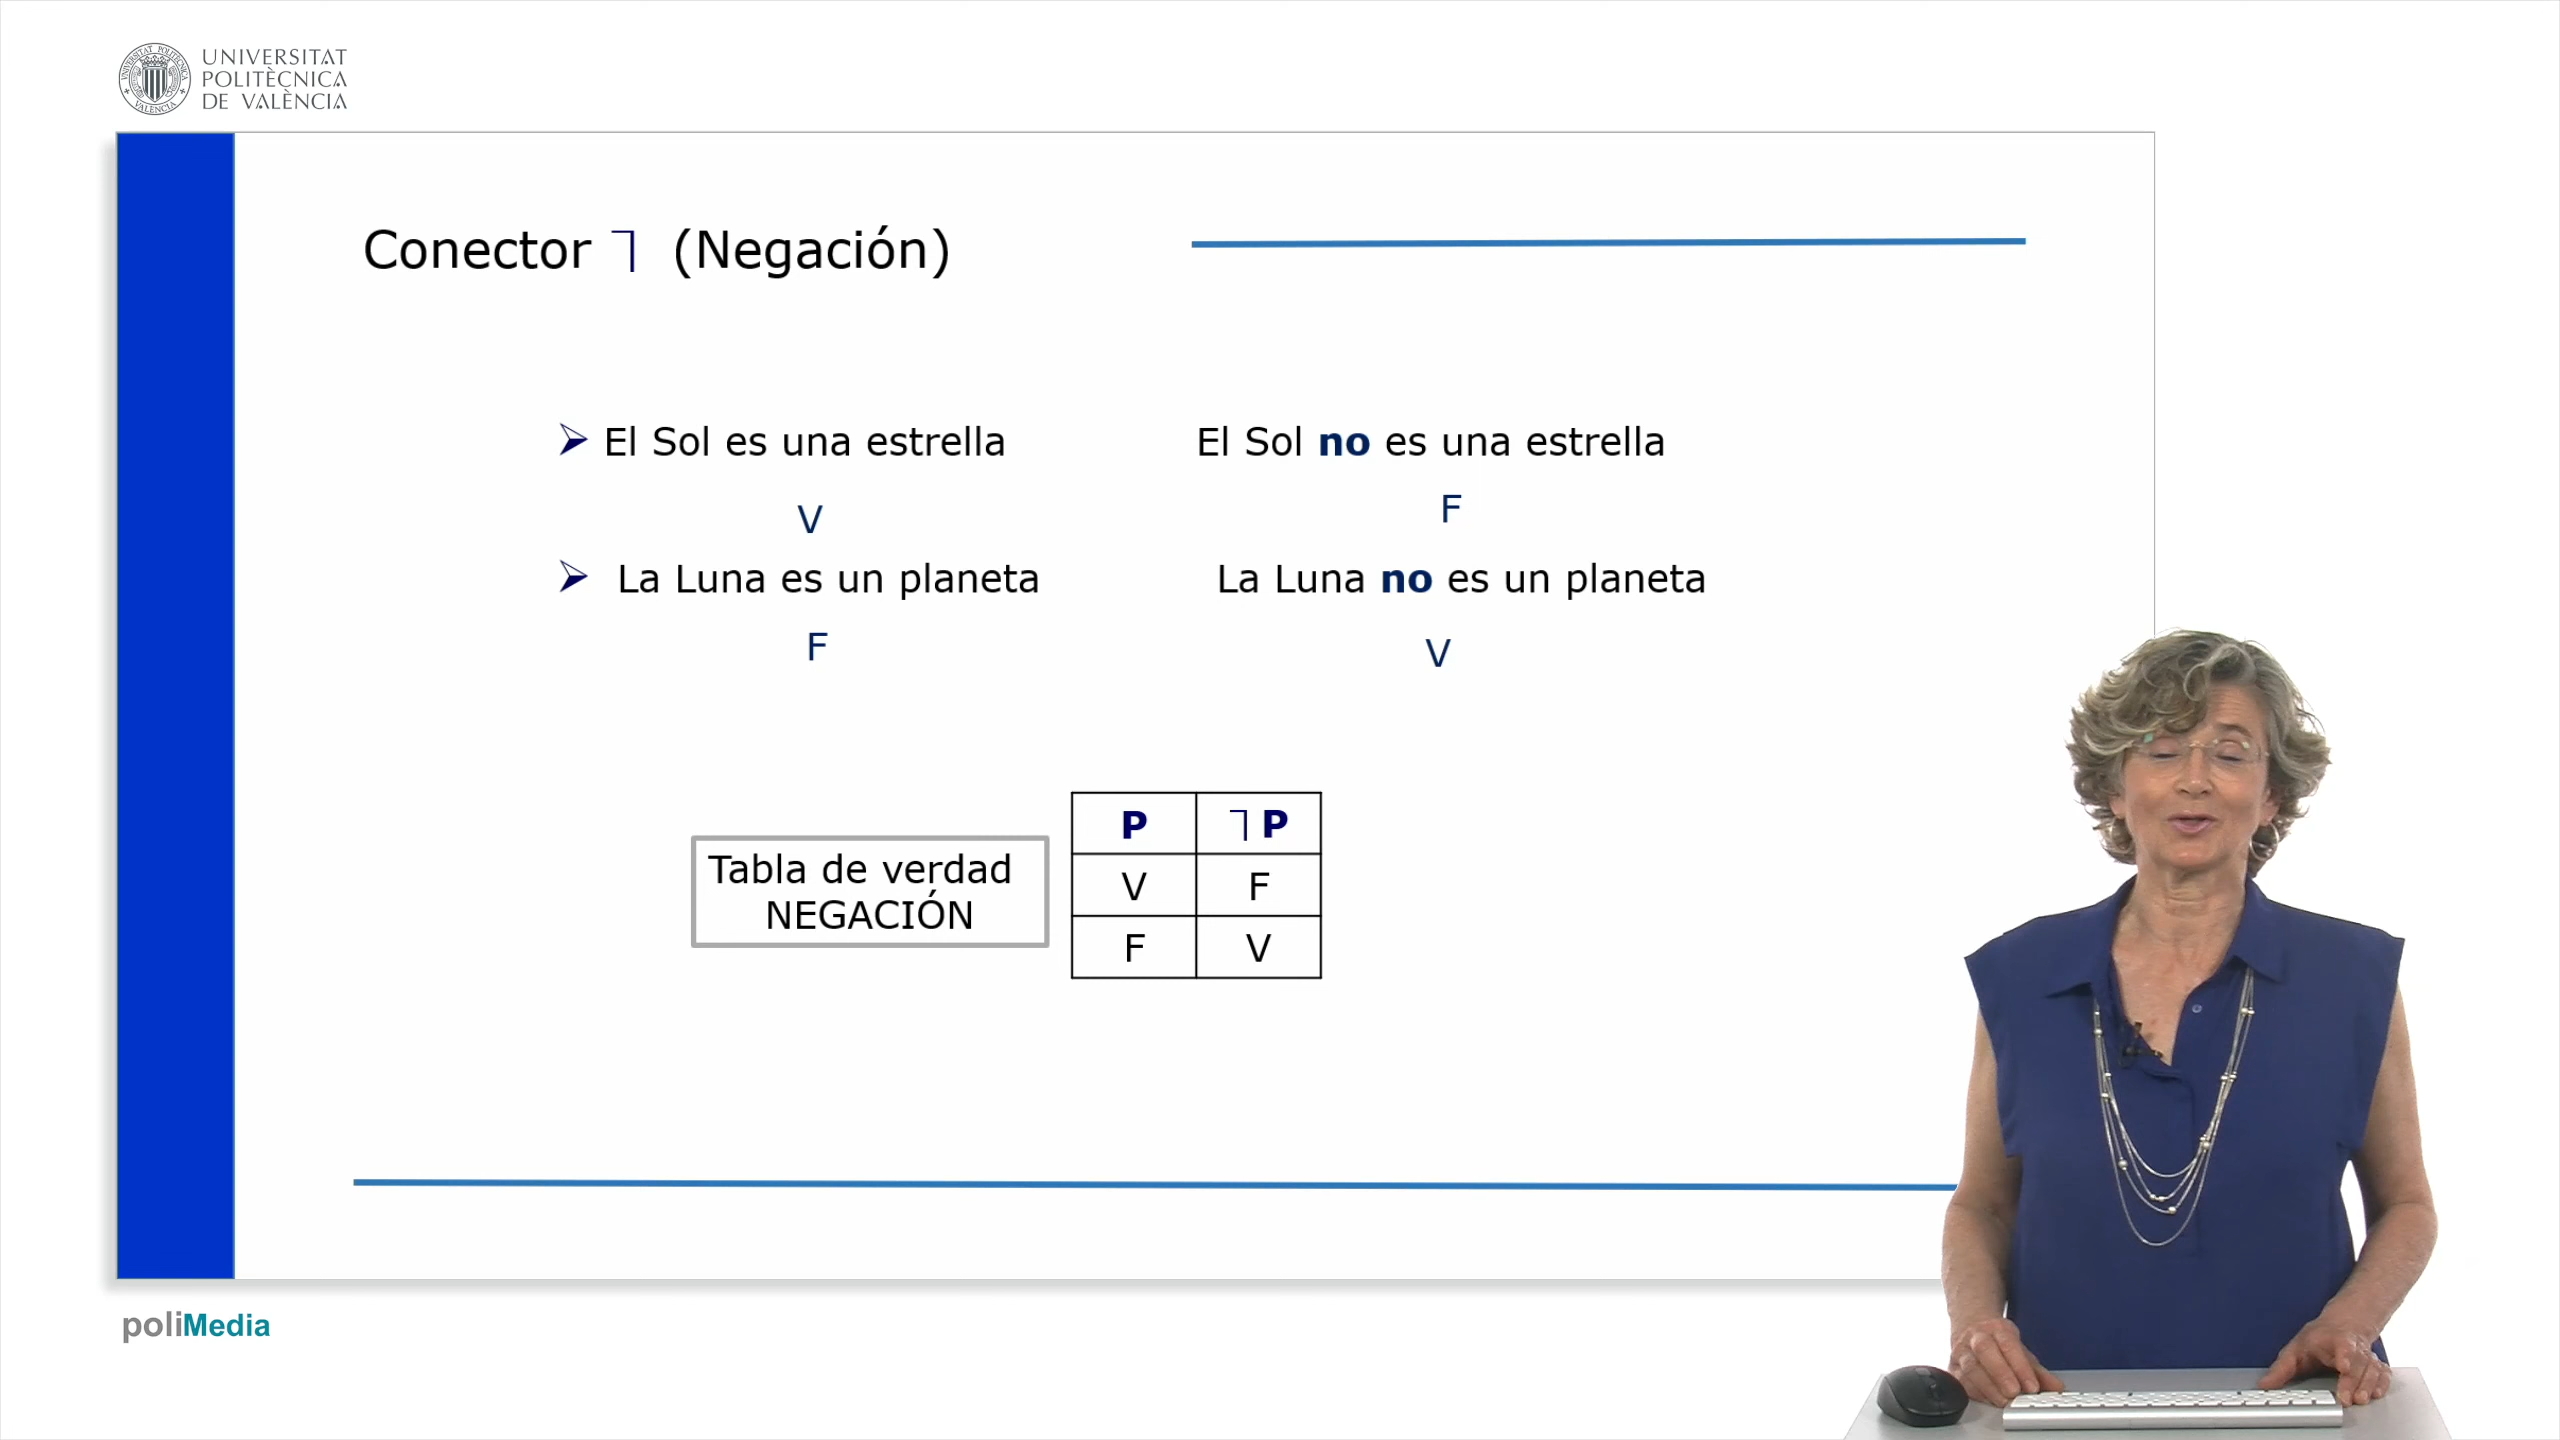 UNIVERSITAT
POLITÈCNICA
DE VALÈNCIA
Conector ㄱ (Negación)
➢ El Sol es una estrella El Sol no es una estrella
V F
➢ La Luna es un planeta La Luna no es un planeta
F V
Tabla de verdad
NEGACIÓN
P ㄱP
V F
F V
poliMedia